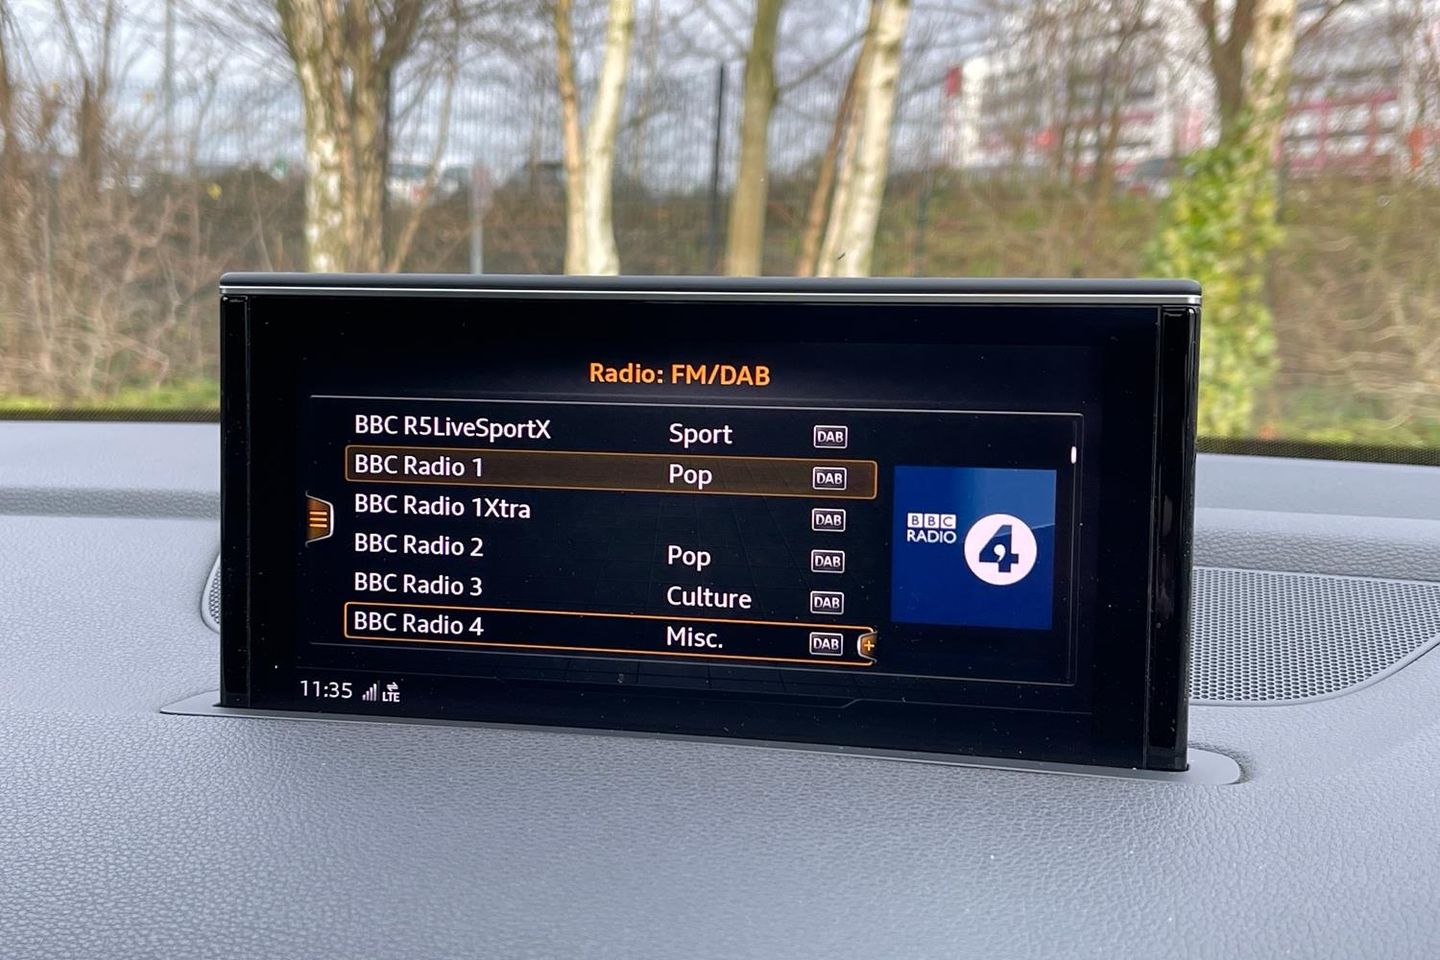 Radio: FM/DAB
BBC R5LiveSportX Sport DAB
BBC Radio 1 Pop DAB
BBC Radio 1Xtra DAB
BBC Radio 2 Pop DAB
BBC Radio 3 Culture DAB
BBC Radio 4 Misc. DAB +
BBC
RADIO 4
11:35 LTE